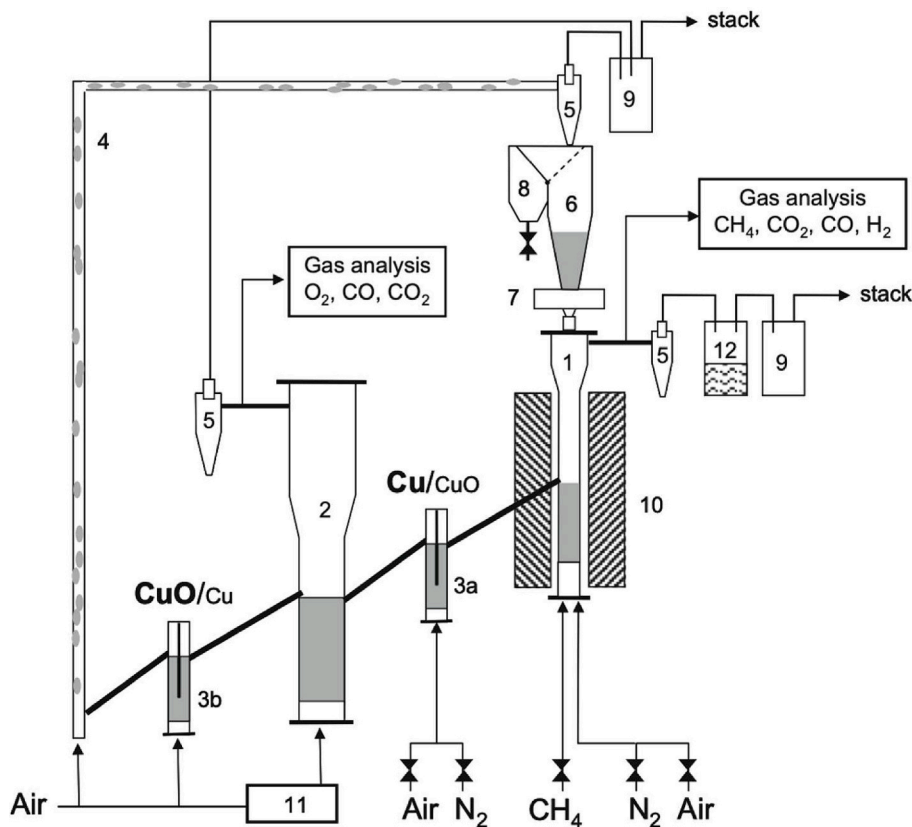 stack
4
5
9
8
6
Gas analysis
CH₄, CO₂, CO, H₂
Gas analysis
O₂, CO, CO₂
7
stack
1
5
12
9
5
Cu/CuO
2
10
3a
CuO/Cu
3b
Air
11
Air
N₂
CH₄
N₂
Air